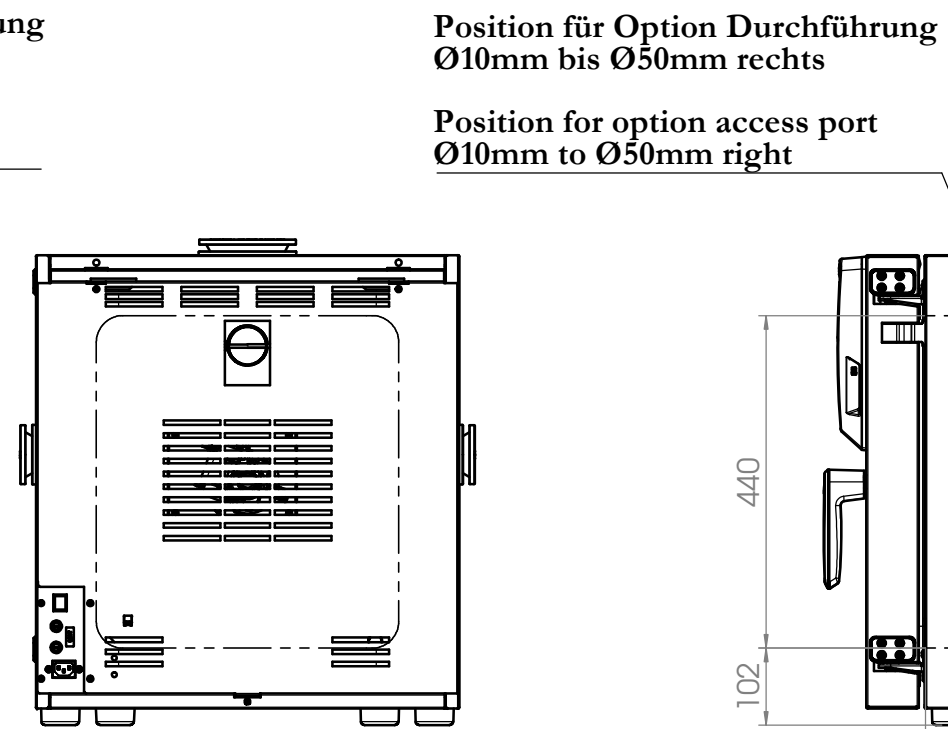 ung
Position für Option Durchführung
Ø10mm bis Ø50mm rechts
Position for option access port
Ø10mm to Ø50mm right
440
102